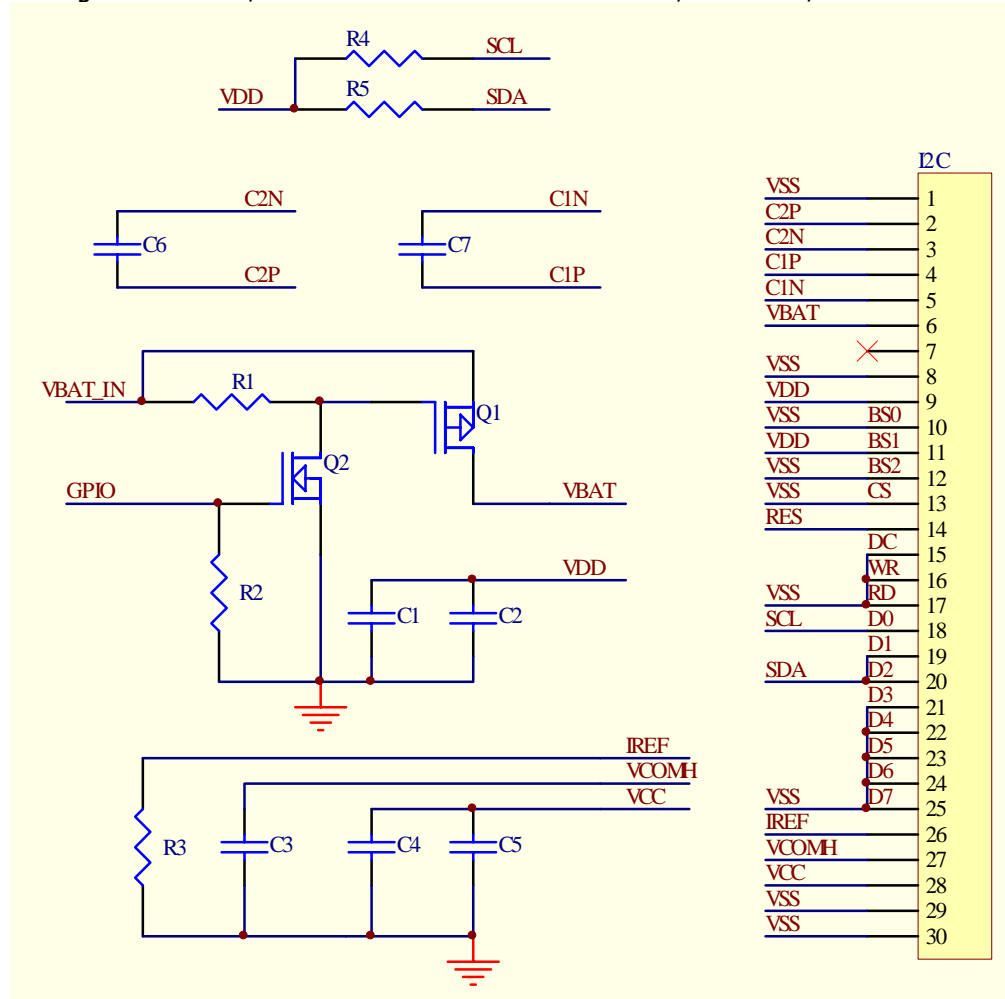 R4
SCL
R5
VDD
SDA
I2C
C2N
C6
C2P
C1N
C7
C1P
VBAT_IN
R1
Q1
Q2
GPIO
VBAT
R2
VDD
C1
C2
IREF
VCOMH
VCC
R3
C3
C4
C5
VSS 1
C2P 2
C2N 3
C1P 4
C1N 5
VBAT 6
7
VSS 8
VDD 9
VSS BS0 10
VDD BS1 11
VSS BS2 12
VSS CS 13
RES 14
DC 15
WR 16
VSS RD 17
SCL D0 18
D1 19
SDA D2 20
D3 21
D4 22
D5 23
D6 24
VSS D7 25
IREF 26
VCOMH 27
VCC 28
VSS 29
VSS 30